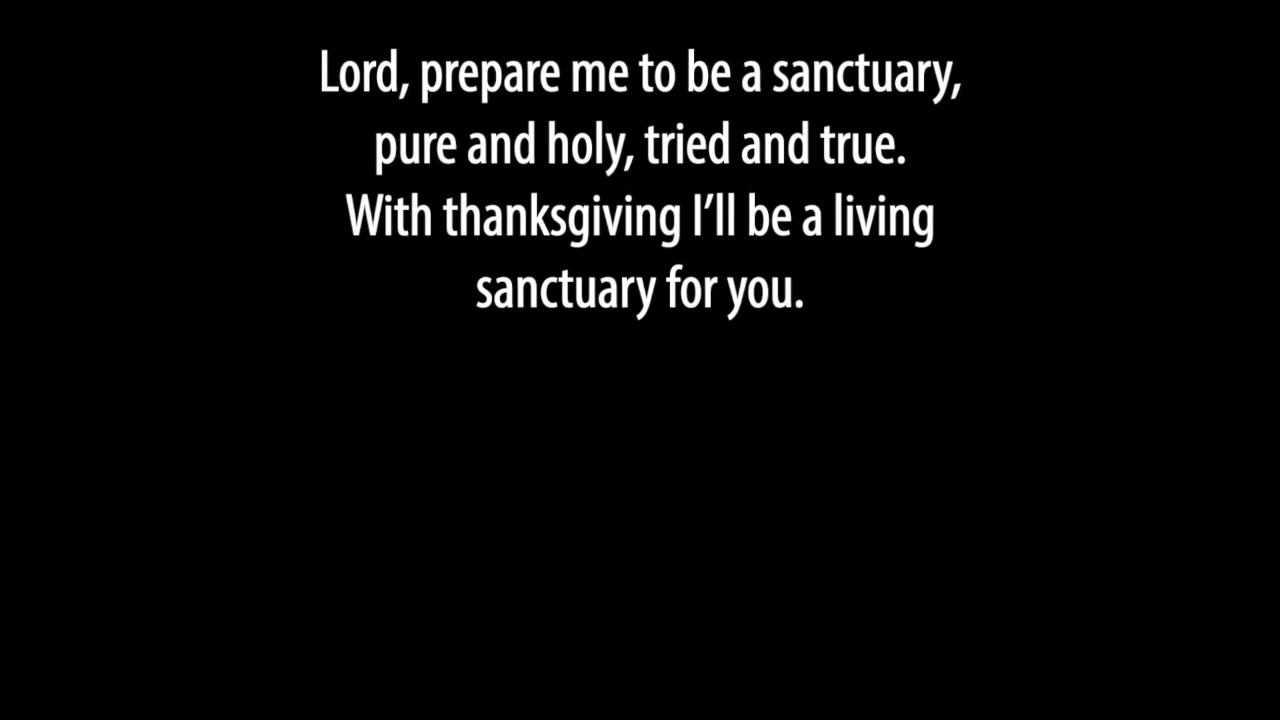 Lord, prepare me to be a sanctuary,
pure and holy, tried and true.
With thanksgiving I’ll be a living
sanctuary for you.